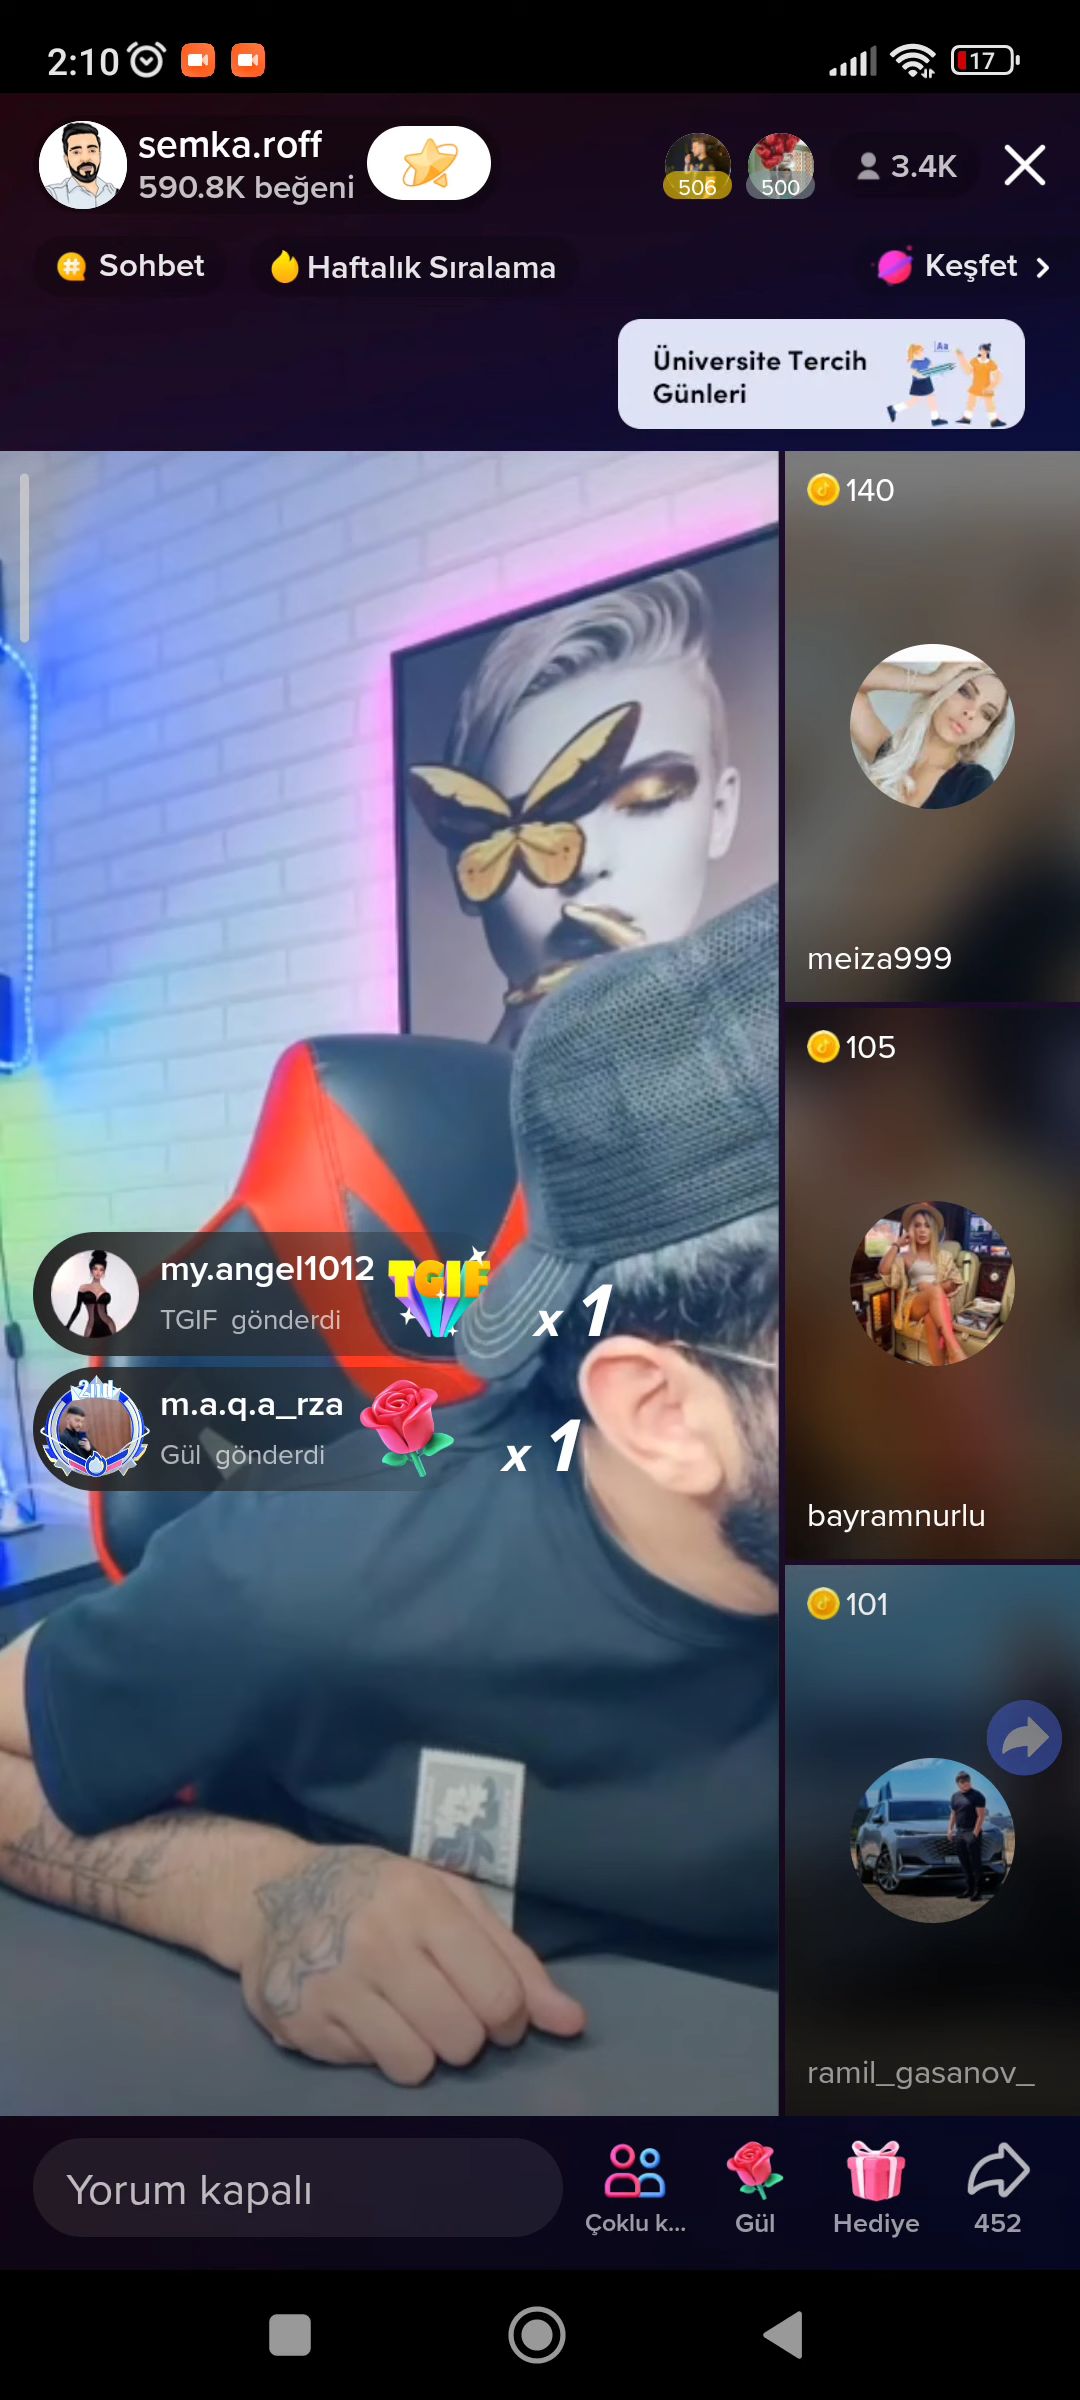 2:10
17
semka.roff
590.8K beğeni
506
500
3.4K
Sohbet
Haftalık Sıralama
Keşfet
Üniversite Tercih
Günleri
Aa
140
meiza999
105
bayramnurlu
my.angel1012
TGIF gönderdi
TGIF
x 1
2nd
m.a.q.a_rza
Gül gönderdi
x 1
101
ramil_gasanov_
Yorum kapalı
Çoklu k...
Gül
Hediye
452